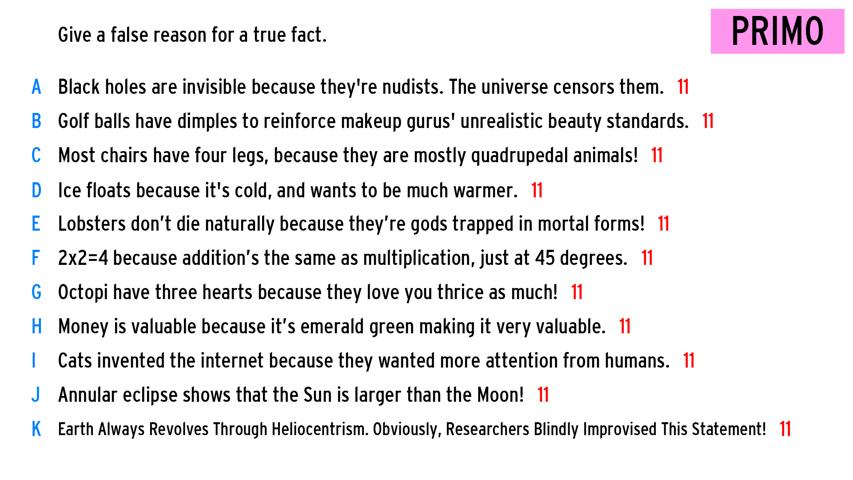 Give a false reason for a true fact.
PRIMO
A Black holes are invisible because they're nudists. The universe censors them. 11
B Golf balls have dimples to reinforce makeup gurus' unrealistic beauty standards. 11
C Most chairs have four legs, because they are mostly quadrupedal animals! 11
D Ice floats because it's cold, and wants to be much warmer. 11
E Lobsters don’t die naturally because they’re gods trapped in mortal forms! 11
F 2x2=4 because addition’s the same as multiplication, just at 45 degrees. 11
G Octopi have three hearts because they love you thrice as much! 11
H Money is valuable because it’s emerald green making it very valuable. 11
I Cats invented the internet because they wanted more attention from humans. 11
J Annular eclipse shows that the Sun is larger than the Moon! 11
K Earth Always Revolves Through Heliocentrism. Obviously, Researchers Blindly Improvised This Statement! 11